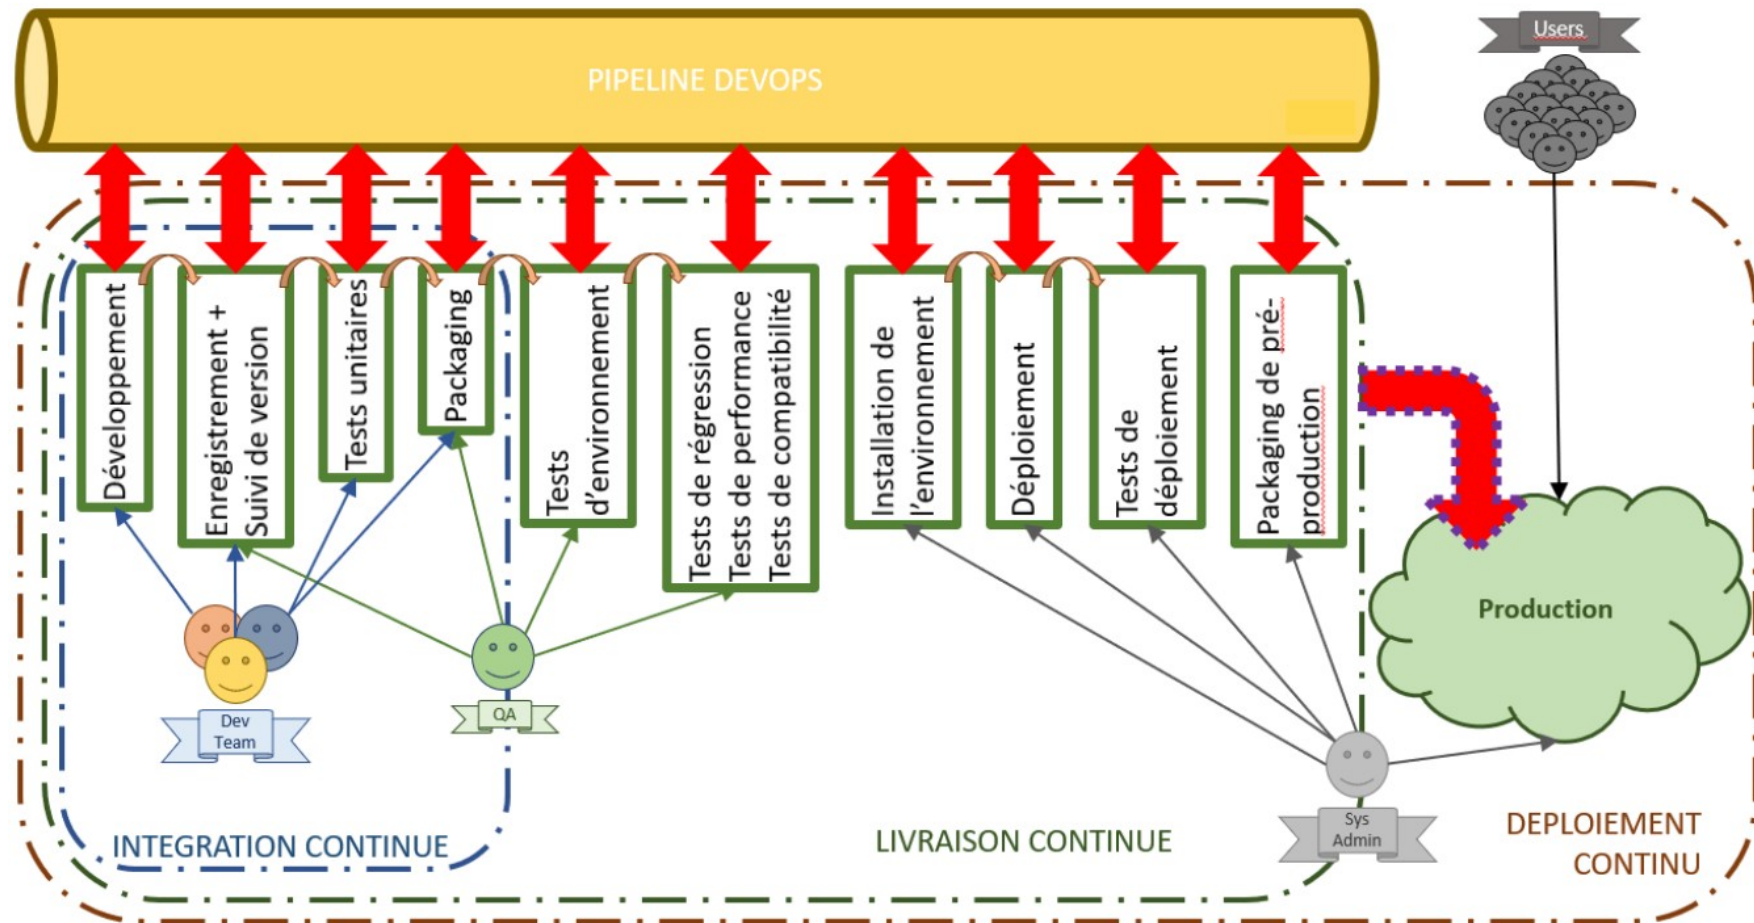 PIPELINE DEVOPS
Users
Développement
Enregistrement +
Suivi de version
Tests unitaires
Packaging
Tests
d'environnement
Tests de régression
Tests de performance
Tests de compatibilité
Installation de
l'environnement
Déploiement
Tests de
déploiement
Packaging de pré-
production
Production
Dev
Team
QA
Sys
Admin
INTEGRATION CONTINUE
LIVRAISON CONTINUE
DEPLOIEMENT
CONTINU